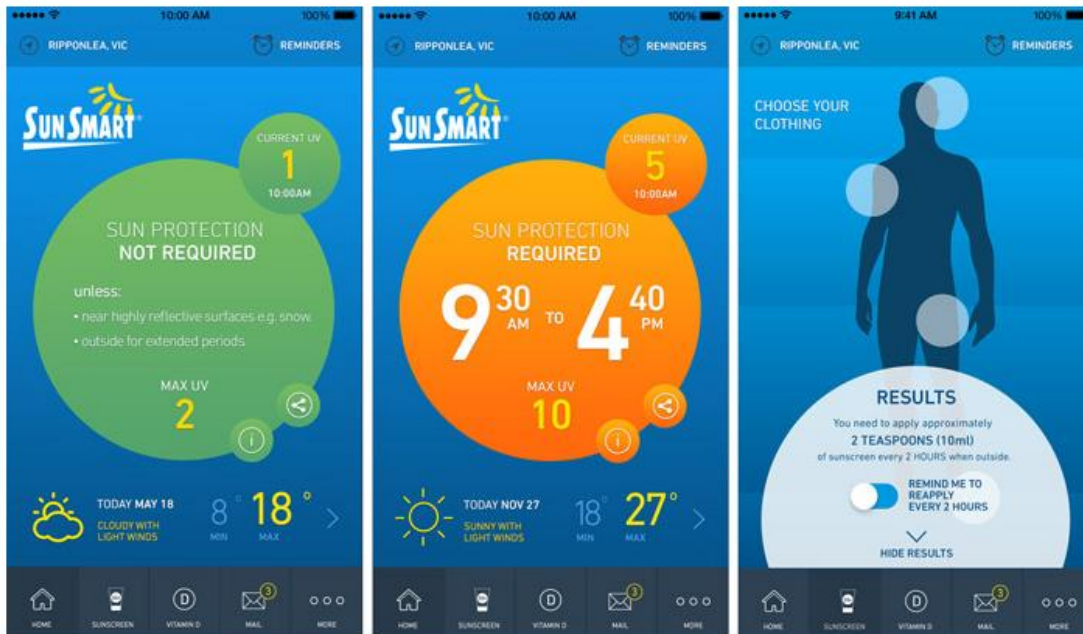 10:00 AM
100%
RIPPONLEA, VIC
REMINDERS
SUNSMART
CURRENT UV
1
10:00AM
SUN PROTECTION
NOT REQUIRED
unless:
• near highly reflective surfaces e.g. snow.
• outside for extended periods
MAX UV
2
TODAY MAY 18
CLOUDY WITH
LIGHT WINDS
8°
MIN
18°
MAX
HOME
SUNSCREEN
D
VITAMIN D
3
MAIL
MORE
10:00 AM
100%
RIPPONLEA, VIC
REMINDERS
SUNSMART
CURRENT UV
5
10:00AM
SUN PROTECTION
REQUIRED
9 30 AM TO 4 40 PM
MAX UV
10
TODAY NOV 27
SUNNY WITH
LIGHT WINDS
18°
MIN
27°
MAX
HOME
SUNSCREEN
D
VITAMIN D
3
MAIL
MORE
9:41 AM
100%
RIPPONLEA, VIC
REMINDERS
CHOOSE YOUR
CLOTHING
RESULTS
You need to apply approximately
2 TEASPOONS (10ml)
of sunscreen every 2 HOURS when outside.
REMIND ME TO
REAPPLY
EVERY 2 HOURS
HIDE RESULTS
HOME
SUNSCREEN
D
VITAMIN D
3
MAIL
MORE